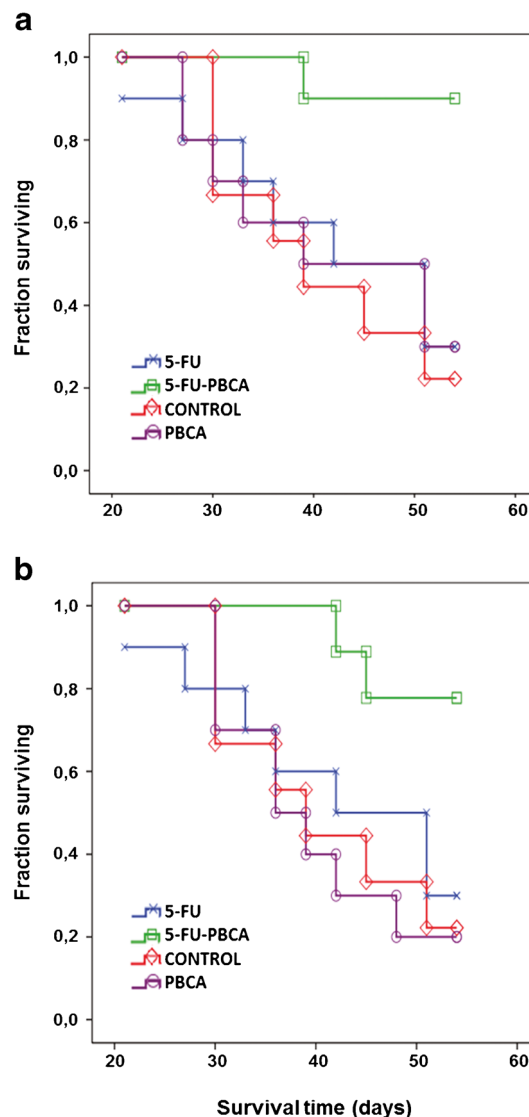 a
1,0
0,8
0,6
0,4
0,2
0,0
Fraction surviving
5-FU
5-FU-PBCA
CONTROL
PBCA
20 30 40 50 60
b
1,0
0,8
0,6
0,4
0,2
0,0
Fraction surviving
5-FU
5-FU-PBCA
CONTROL
PBCA
20 30 40 50 60
Survival time (days)